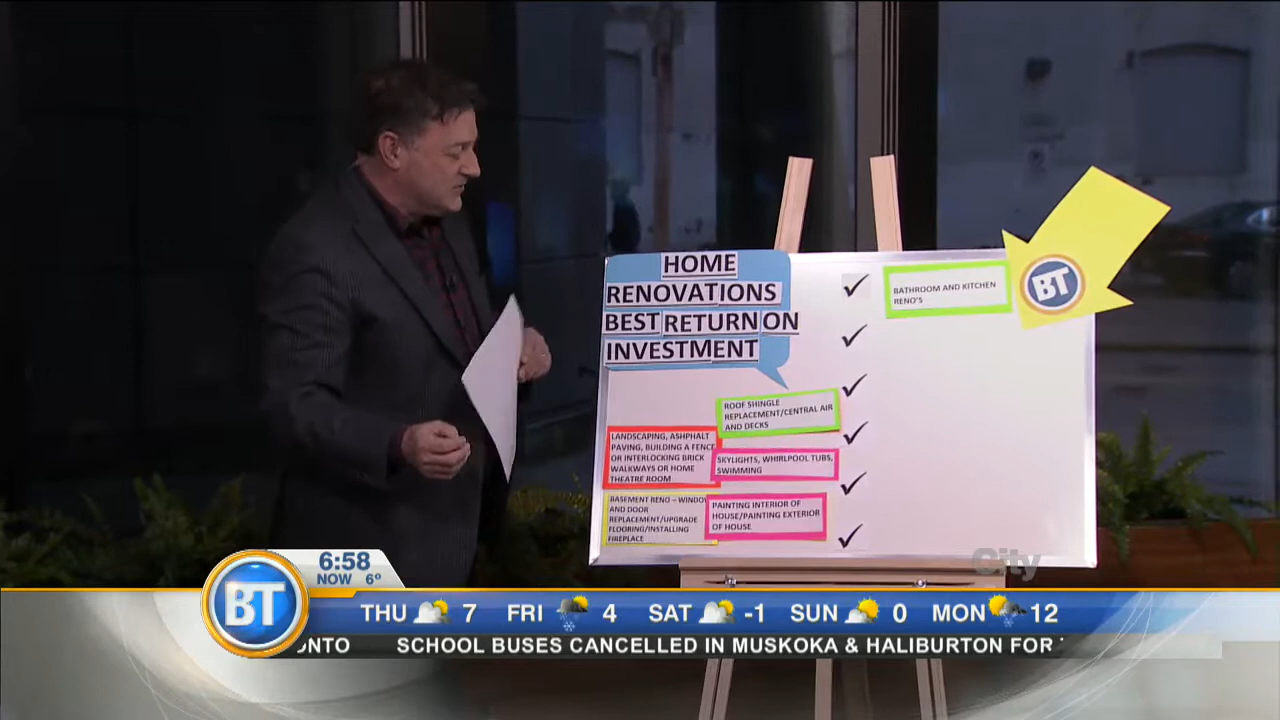 HOME
RENOVATIONS
BEST RETURN ON
INVESTMENT
BATHROOM AND KITCHEN
RENO'S
BT
ROOF SHINGLE
REPLACEMENT/CENTRAL AIR
AND DECKS
LANDSCAPING, ASHPHALT
PAVING, BUILDING A FENCE
OR INTERLOCKING BRICK
WALKWAYS OR HOME
THEATRE ROOM
SKYLIGHTS, WHIRLPOOL TUBS,
SWIMMING
BASEMENT RENO – WINDOW
AND DOOR
REPLACEMENT/UPGRADE
FLOORING/INSTALLING
FIREPLACE
PAINTING INTERIOR OF
HOUSE/PAINTING EXTERIOR
OF HOUSE
City
6:58
NOW 6°
BT
THU 7 FRI 4 SAT -1 SUN 0 MON -12
ONTO SCHOOL BUSES CANCELLED IN MUSKOKA & HALIBURTON FOR